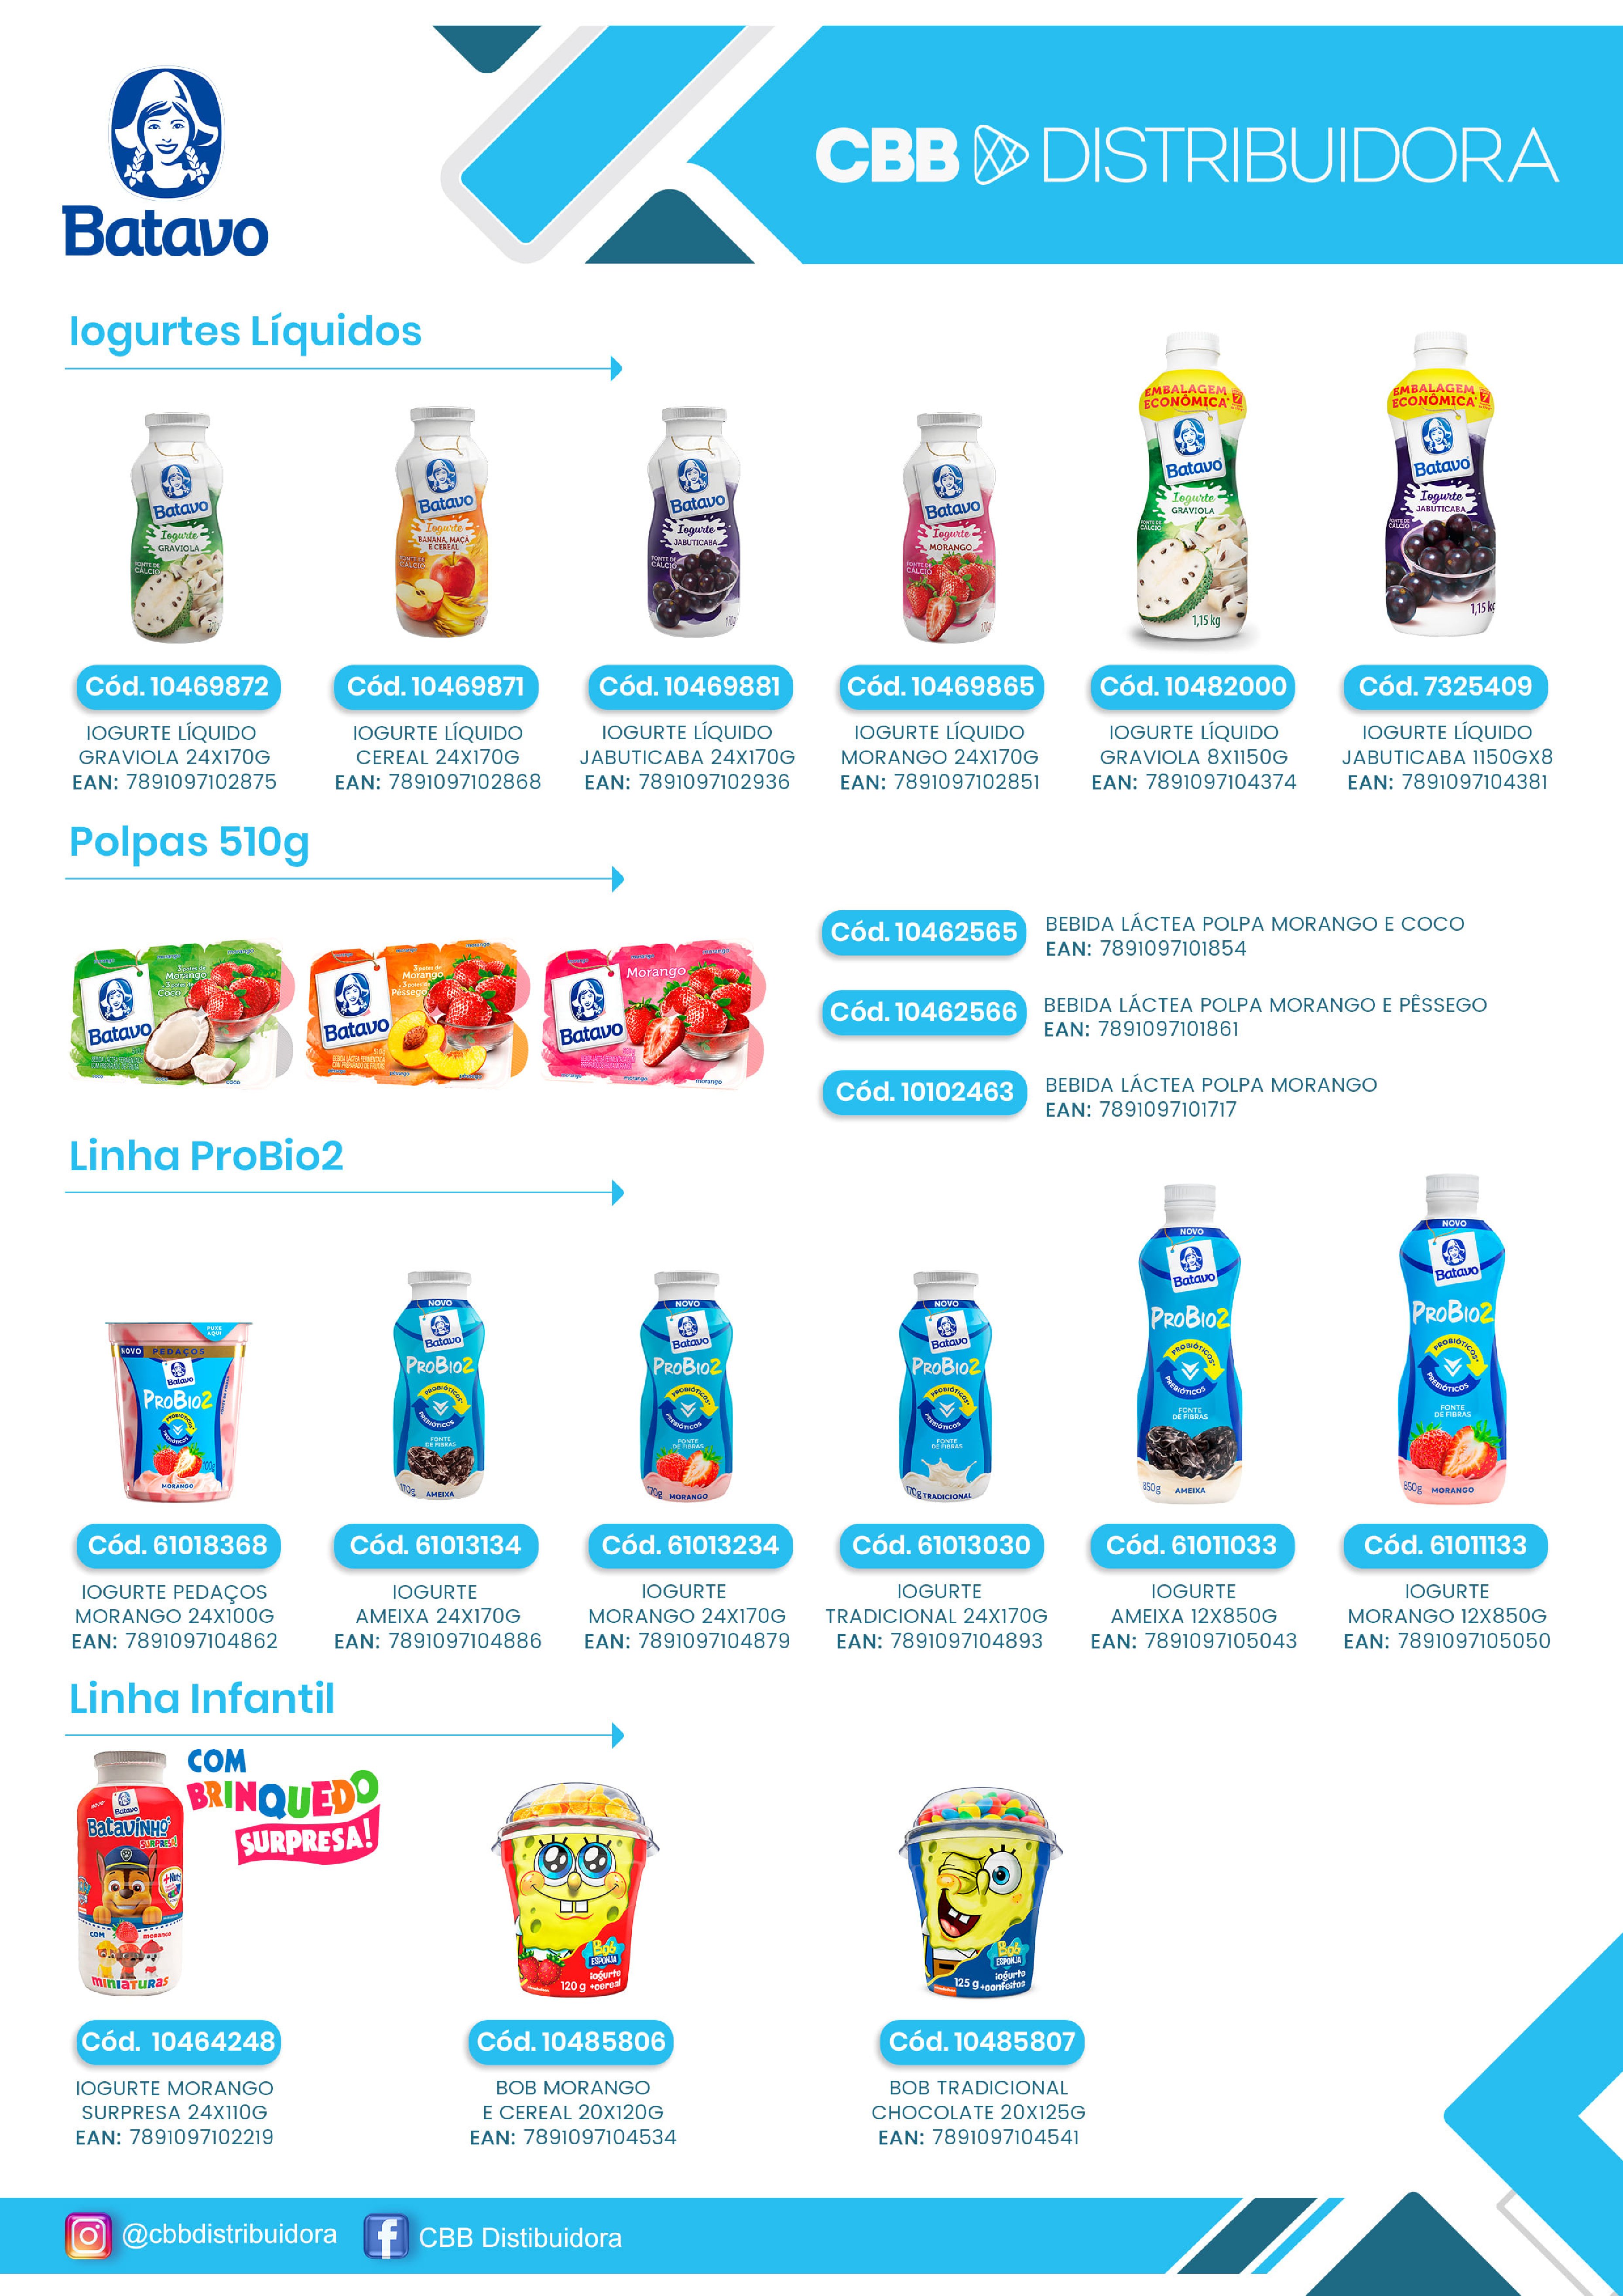 Batavo
CBB DISTRIBUIDORA
Iogurtes Líquidos
Batavo
Iogurte
GRAVIOLA
FONTE DE
CÁLCIO
Batavo
Iogurte
BANANA, MAÇÃ
E CEREAL
Batavo
Iogurte
JABUTICABA
FONTE DE
CÁLCIO
170g
Batavo
Iogurte
MORANGO
FONTE DE
CÁLCIO
170g
EMBALAGEM
ECONÔMICA*
Batavo
Iogurte
GRAVIOLA
FONTE DE
CÁLCIO
1,15 kg
EMBALAGEM
ECONÔMICA*
Batavo
Iogurte
JABUTICABA
FONTE DE
CÁLCIO
1,15 kg
Cód. 10469872
IOGURTE LÍQUIDO
GRAVIOLA 24X170G
EAN: 7891097102875
Cód. 10469871
IOGURTE LÍQUIDO
CEREAL 24X170G
EAN: 7891097102868
Cód. 10469881
IOGURTE LÍQUIDO
JABUTICABA 24X170G
EAN: 7891097102936
Cód. 10469865
IOGURTE LÍQUIDO
MORANGO 24X170G
EAN: 7891097102851
Cód. 10482000
IOGURTE LÍQUIDO
GRAVIOLA 8X1150G
EAN: 7891097104374
Cód. 7325409
IOGURTE LÍQUIDO
JABUTICABA 1150GX8
EAN: 7891097104381
Polpas 510g
Batavo
3 potes de
Morango
3 potes de
Coco
Batavo
3 potes de
Morango
3 potes de
Pêssego
Batavo
Morango
Cód. 10462565
BEBIDA LÁCTEA POLPA MORANGO E COCO
EAN: 7891097101854
Cód. 10462566
BEBIDA LÁCTEA POLPA MORANGO E PÊSSEGO
EAN: 7891097101861
Cód. 10102463
BEBIDA LÁCTEA POLPA MORANGO
EAN: 7891097101717
Linha ProBio2
PUXE
AQUI
NOVO PEDAÇOS
Batavo
PROBIO2
PROBIÓTICOS*
PREBIÓTICOS
100g
MORANGO
NOVO
Batavo
PROBIO2
PROBIÓTICOS*
PREBIÓTICOS
FONTE
DE FIBRAS
170g AMEIXA
NOVO
Batavo
PROBIO2
PROBIÓTICOS*
PREBIÓTICOS
FONTE
DE FIBRAS
170g MORANGO
NOVO
Batavo
PROBIO2
PROBIÓTICOS*
PREBIÓTICOS
FONTE
DE FIBRAS
170g TRADICIONAL
NOVO
Batavo
PROBIO2
PROBIÓTICOS*
PREBIÓTICOS
FONTE
DE FIBRAS
850g AMEIXA
NOVO
Batavo
PROBIO2
PROBIÓTICOS*
PREBIÓTICOS
FONTE
DE FIBRAS
850g MORANGO
Cód. 61018368
IOGURTE PEDAÇOS
MORANGO 24X100G
EAN: 7891097104862
Cód. 61013134
IOGURTE
AMEIXA 24X170G
EAN: 7891097104886
Cód. 61013234
IOGURTE
MORANGO 24X170G
EAN: 7891097104879
Cód. 61013030
IOGURTE
TRADICIONAL 24X170G
EAN: 7891097104893
Cód. 61011033
IOGURTE
AMEIXA 12X850G
EAN: 7891097105043
Cód. 61011133
IOGURTE
MORANGO 12X850G
EAN: 7891097105050
Linha Infantil
Batavo
BATAVINHO
SURPRESA!
+Nutri
COM
MORANGO
MINIATURAS
COM
BRINQUEDO
SURPRESA!
Bob
ESPONJA
iogurte
120 g +cereal
Bob
ESPONJA
iogurte
125 g +confeitos
Cód. 10464248
IOGURTE MORANGO
SURPRESA 24X110G
EAN: 7891097102219
Cód. 10485806
BOB MORANGO
E CEREAL 20X120G
EAN: 7891097104534
Cód. 10485807
BOB TRADICIONAL
CHOCOLATE 20X125G
EAN: 7891097104541
@cbbdistribuidora
CBB Distibuidora